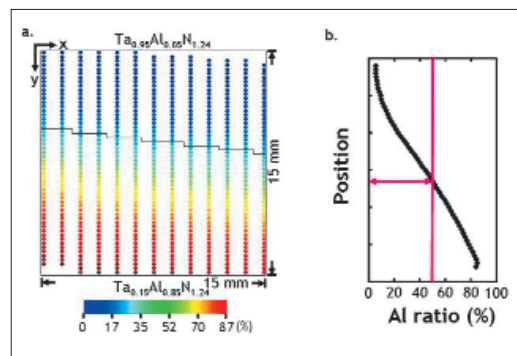 a.
x
y
Ta0.95Al0.05N1.24
15 mm
15 mm
Ta0.15Al0.85N1.24
0 17 35 52 70 87(%)
b.
Position
0 20 40 60 80 100
Al ratio (%)